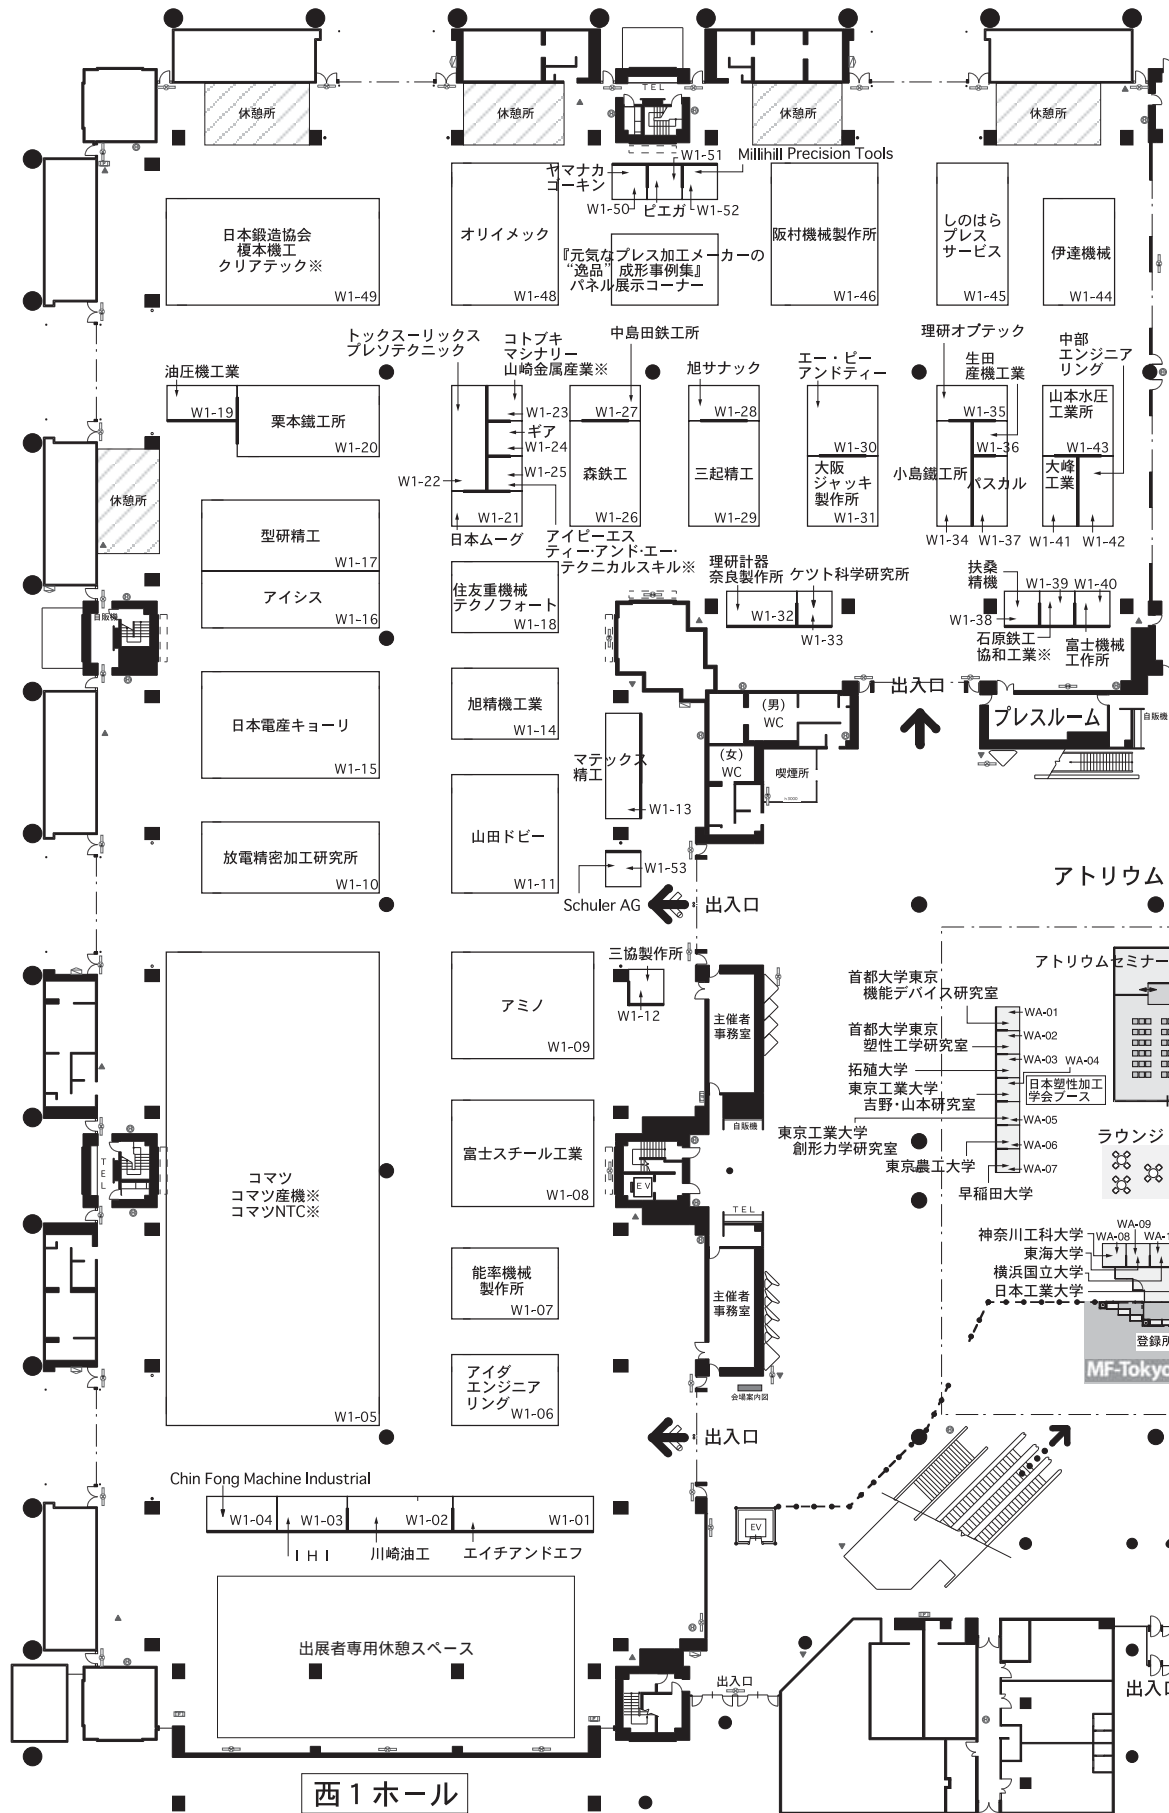 休憩所
休憩所
TEL
休憩所
休憩所
W1-51
Millihill Precision Tools
ヤマナカ
ゴーキン
W1-50
ピエガ
W1-52
日本鍛造協会
榎本機工
クリアテック※
W1-49
オリイメック
W1-48
『元気なプレス加工メーカーの
“逸品”成形事例集』
パネル展示コーナー
阪村機械製作所
W1-46
しのはら
プレス
サービス
W1-45
伊達機械
W1-44
油圧機工業
W1-19
栗本鐵工所
W1-20
トックスーリックス
プレソテクニック
コトブキ
マシナリー
山崎金属産業※
W1-23
ギア
W1-24
W1-25
W1-22
W1-21
日本ムーグ
アイピーエス
ティー・アンド・エー・
テクニカルスキル※
中島田鉄工所
W1-27
森鉄工
W1-26
旭サナック
W1-28
三起精工
W1-29
エー・ピー
アンドティー
W1-30
大阪
ジャッキ
製作所
W1-31
理研オプテック
W1-35
生田
産機工業
W1-36
小島鐵工所
パスカル
W1-34
W1-37
中部
エンジニア
リング
山本水圧
工業所
W1-43
大峰
工業
W1-41
W1-42
休憩所
型研精工
W1-17
アイシス
W1-16
住友重機械
テクノフォート
W1-18
理研計器
奈良製作所
ケツト科学研究所
W1-32
W1-33
扶桑
精機
W1-39
W1-40
W1-38
石原鉄工
協和工業※
富士機械
工作所
自販機
日本電産キョーリ
W1-15
旭精機工業
W1-14
マテックス
精工
W1-13
(男)
WC
(女)
WC
喫煙所
出入口
プレスルーム
自販機
放電精密加工研究所
W1-10
山田ドビー
W1-11
W1-53
Schuler AG
出入口
アトリウム
コマツ
コマツ産機※
コマツNTC※
W1-05
アミノ
W1-09
三協製作所
W1-12
主催者
事務室
自販機
富士スチール工業
W1-08
EV
TEL
TEL
能率機械
製作所
W1-07
主催者
事務室
アイダ
エンジニア
リング
W1-06
会場案内図
出入口
アトリウムセミナー
首都大学東京
機能デバイス研究室
WA-01
首都大学東京
塑性工学研究室
WA-02
拓殖大学
WA-03
WA-04
日本塑性加工
学会ブース
東京工業大学
吉野・山本研究室
東京工業大学
創形力学研究室
WA-05
東京農工大学
WA-06
早稲田大学
WA-07
ラウンジ
神奈川工科大学
WA-09
WA-08
WA-1
東海大学
横浜国立大学
日本工業大学
登録所
MF-Tokyo
Chin Fong Machine Industrial
W1-04
W1-03
W1-02
W1-01
IHI
川崎油工
エイチアンドエフ
EV
出展者専用休憩スペース
出入口
出入口
西1ホール